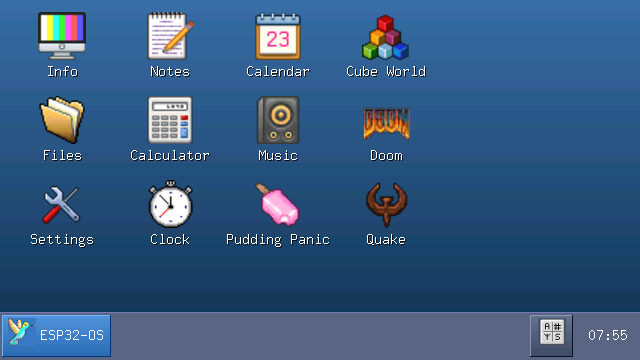 Info
Notes
23
Calendar
Cube World
Files
Calculator
Music
DOOM
Doom
Settings
Clock
Pudding Panic
Quake
ESP32-OS
A #
Y S
07:55